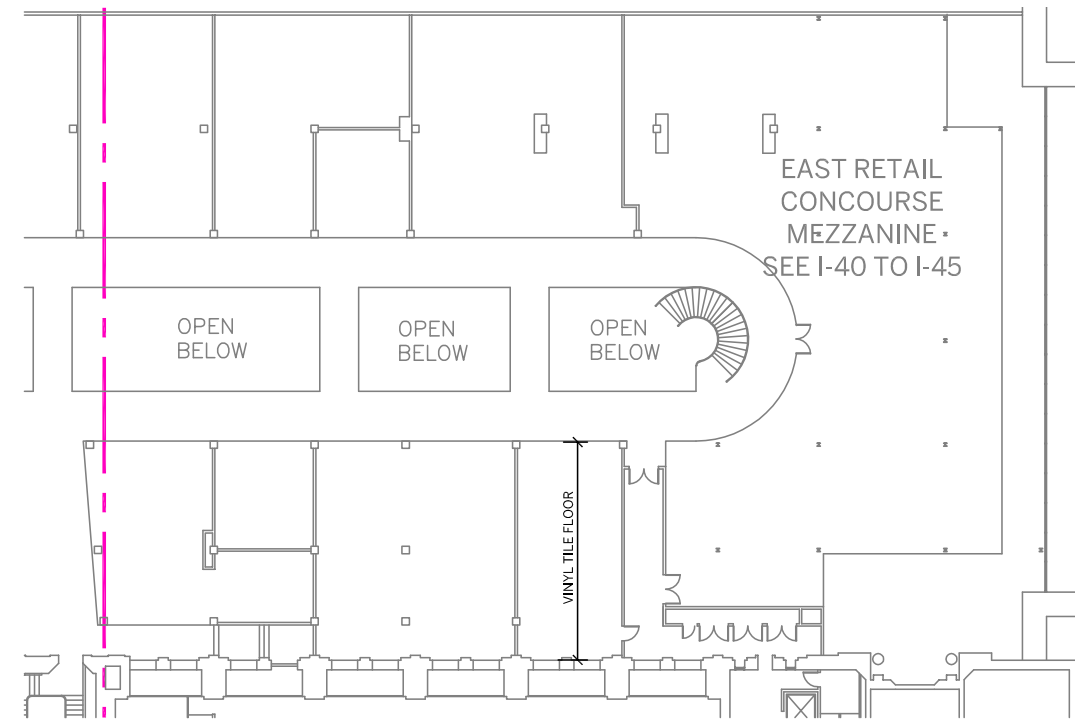 EAST RETAIL
CONCOURSE
MEZZANINE
SEE I-40 TO I-45
OPEN
BELOW
OPEN
BELOW
OPEN
BELOW
VINYL TILE FLOOR